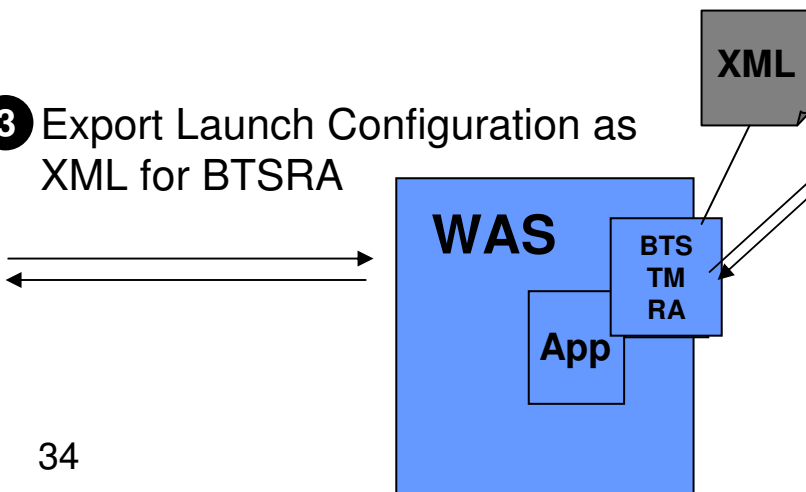 XML
3 Export Launch Configuration as
XML for BTSRA
WAS
BTS
TM
RA
App
34